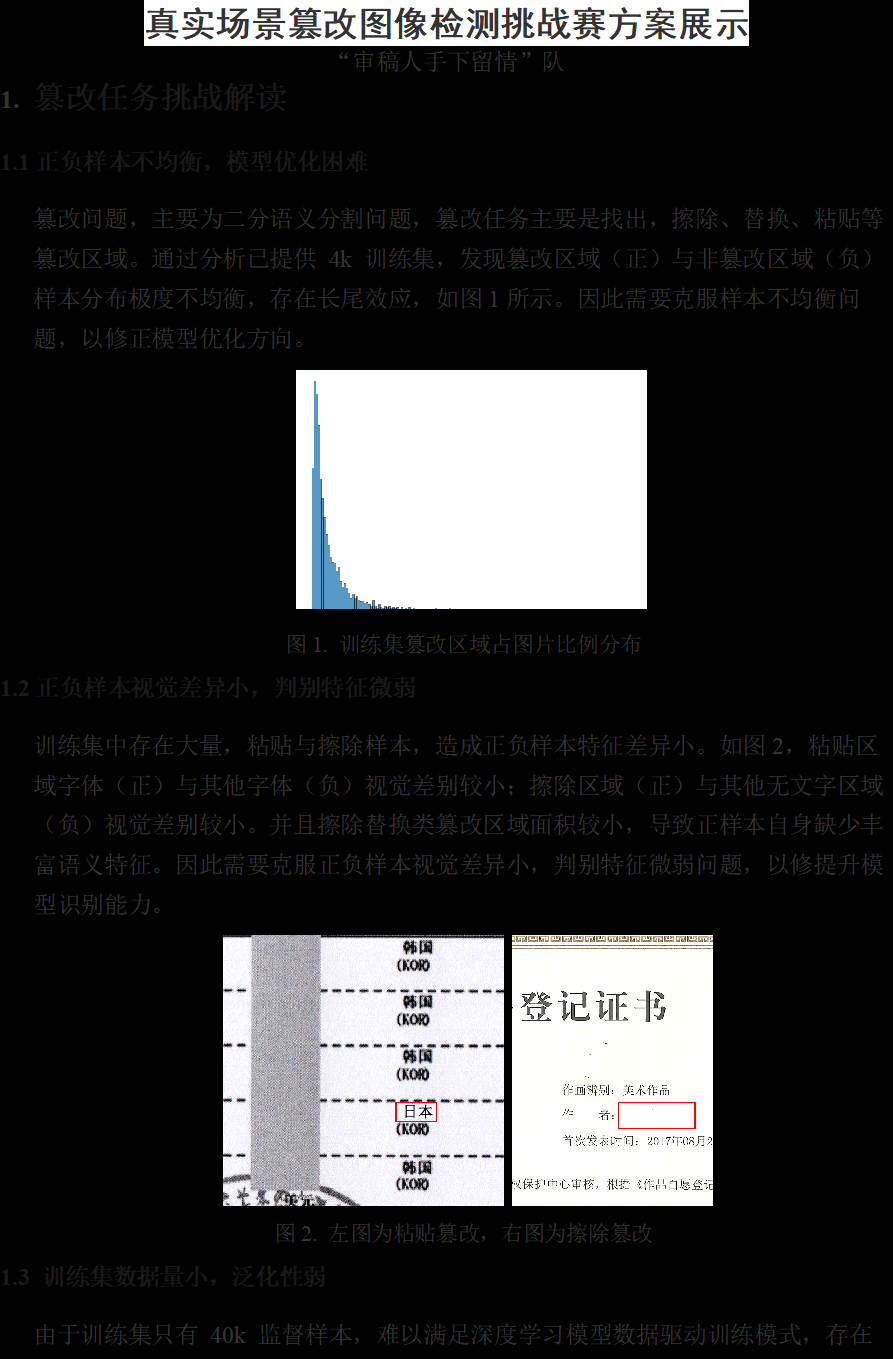 真实场景篡改图像检测挑战赛方案展示
“审稿人手下留情”队
1. 篡改任务挑战解读
1.1 正负样本不均衡，模型优化困难
篡改问题，主要为二分语义分割问题，篡改任务主要是找出，擦除、替换、粘贴等
篡改区域。通过分析已提供 4k 训练集，发现篡改区域（正）与非篡改区域（负）
样本分布极度不均衡，存在长尾效应，如图 1 所示。因此需要克服样本不均衡问
题，以修正模型优化方向。
图 1. 训练集篡改区域占图片比例分布
1.2 正负样本视觉差异小，判别特征微弱
训练集中存在大量，粘贴与擦除样本，造成正负样本特征差异小。如图 2，粘贴区
域字体（正）与其他字体（负）视觉差别较小；擦除区域（正）与其他无文字区域
（负）视觉差别较小。并且擦除替换类篡改区域面积较小，导致正样本自身缺少丰
富语义特征。因此需要克服正负样本视觉差异小，判别特征微弱问题，以修提升模
型识别能力。
韩国
(KOR)
韩国
(KOR)
韩国
(KOR)
日本
(KOR)
韩国
(KOR)
美元
登记证书
作画辨别：美术作品
作 者：
首次发表时间：2017年08月2
权保护中心审核，根据《作品自愿登记
图 2. 左图为粘贴篡改，右图为擦除篡改
1.3 训练集数据量小，泛化性弱
由于训练集只有 40k 监督样本，难以满足深度学习模型数据驱动训练模式，存在